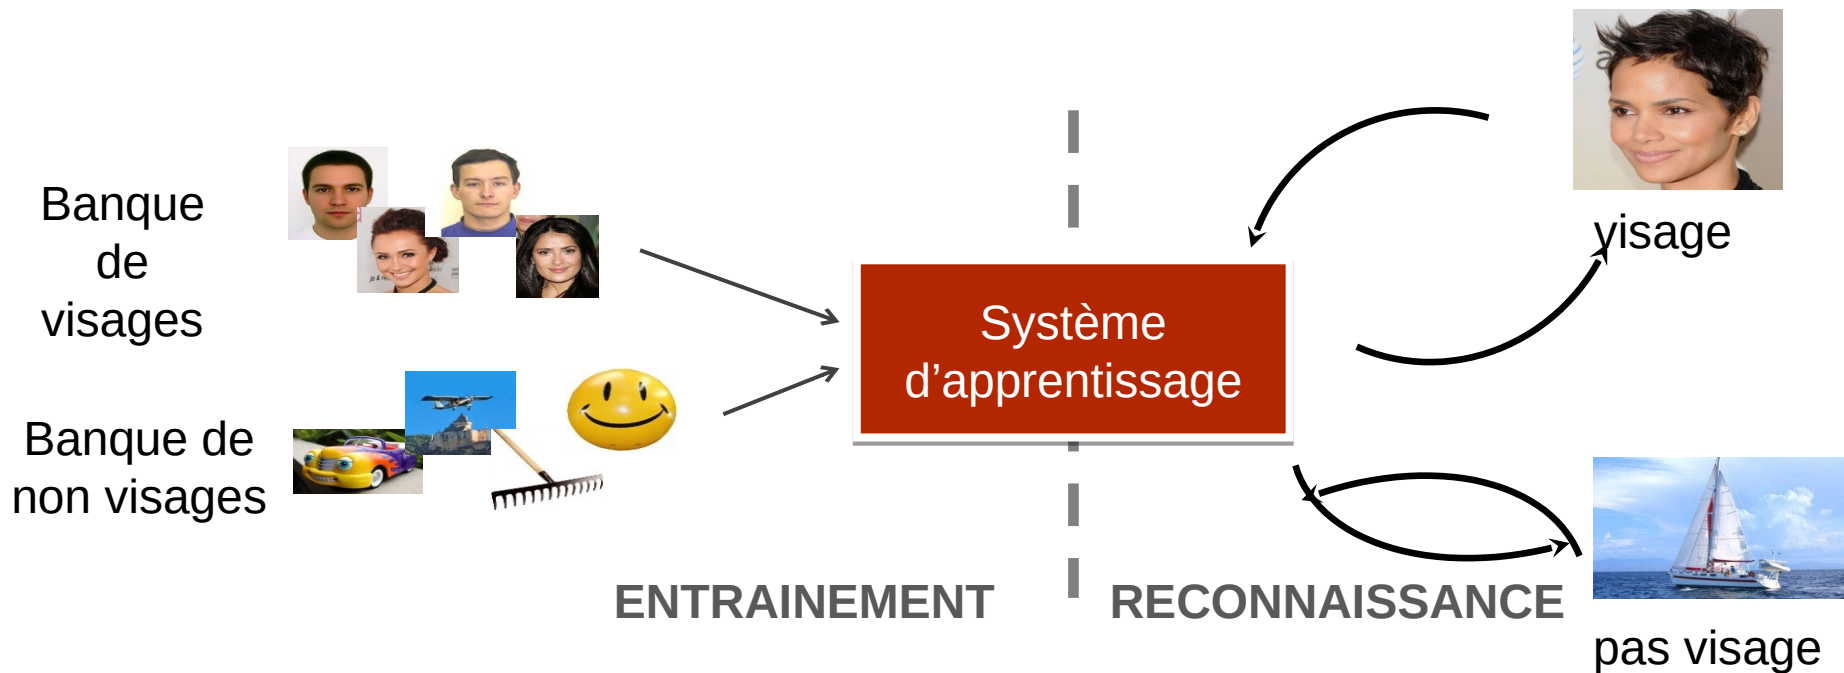 Banque
de
visages
Banque de
non visages
Système
d’apprentissage
visage
pas visage
ENTRAINEMENT
RECONNAISSANCE